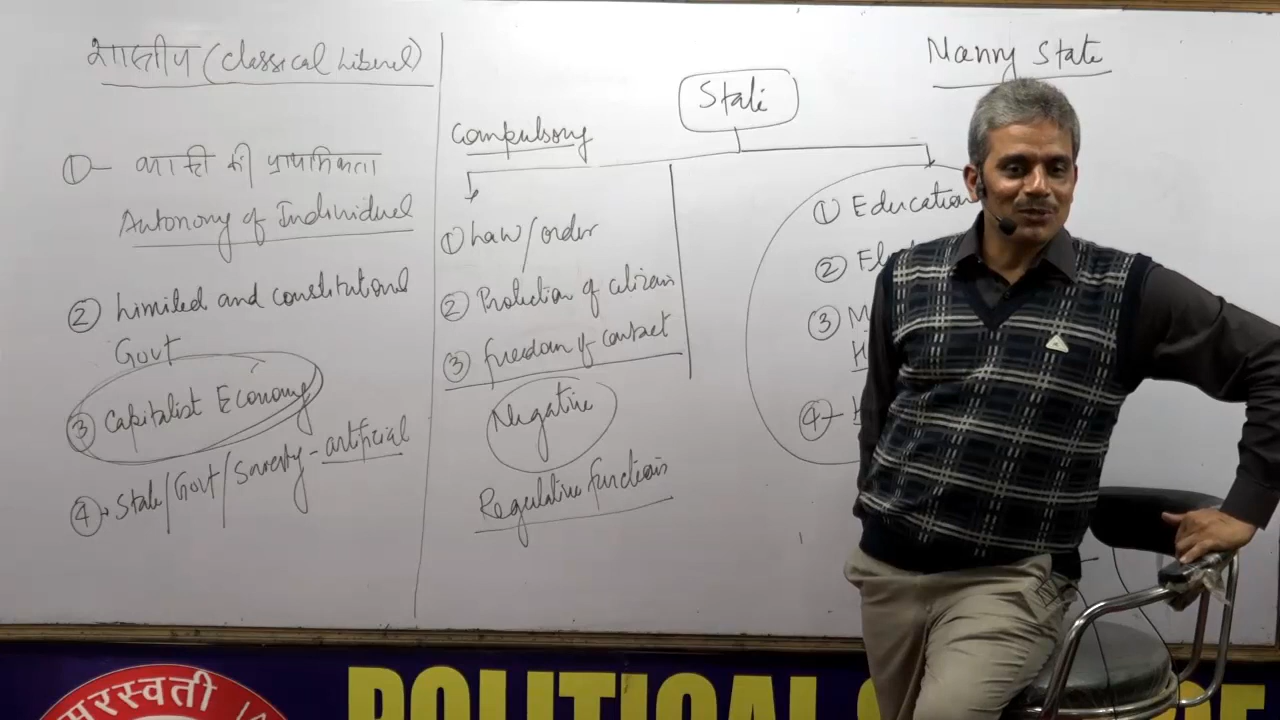 शास्त्रीय (Classical Liberal)
①- व्यक्ति की प्राथमिकता
Autonomy of Individual
② Limited and constitutional
Govt
③ Capitalist Economy
④ State/Govt/Society - artificial
State
Compulsory
① Law/order
② Protection of citizens
③ freedom of contact
Negative
Regulative functions
Nanny State
① Education
②
③ M
H
④-
सरस्वती
POLITICAL S